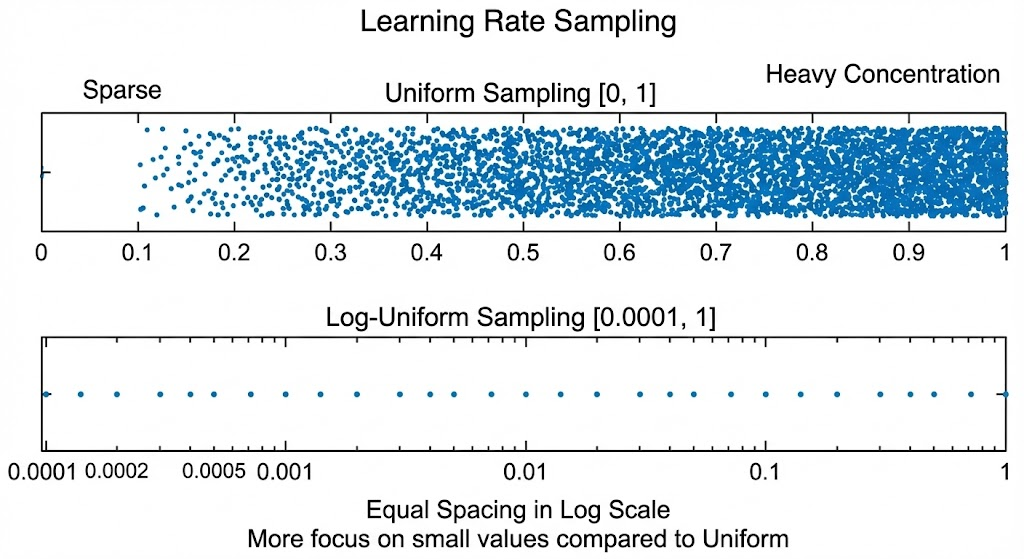 Learning Rate Sampling
Sparse
Heavy Concentration
Uniform Sampling [0, 1]
0 0.1 0.2 0.3 0.4 0.5 0.6 0.7 0.8 0.9 1
Log-Uniform Sampling [0.0001, 1]
0.0001 0.0002 0.0005 0.001 0.01 0.1 1
Equal Spacing in Log Scale
More focus on small values compared to Uniform